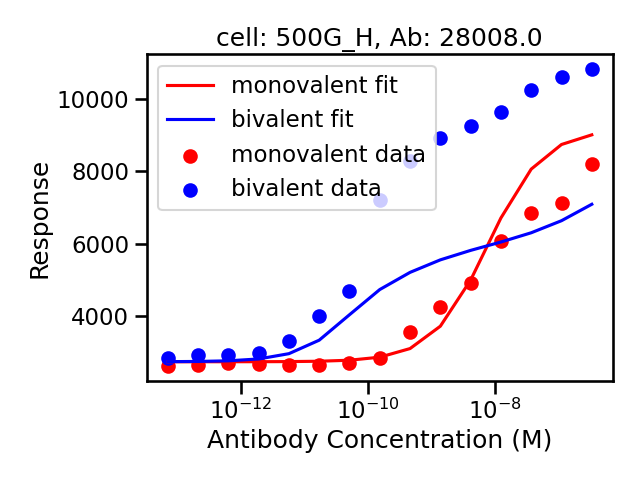 cell: 500G_H, Ab: 28008.0
monovalent fit
bivalent fit
monovalent data
bivalent data
Response
10000
8000
6000
4000
10⁻¹²
10⁻¹⁰
10⁻⁸
Antibody Concentration (M)